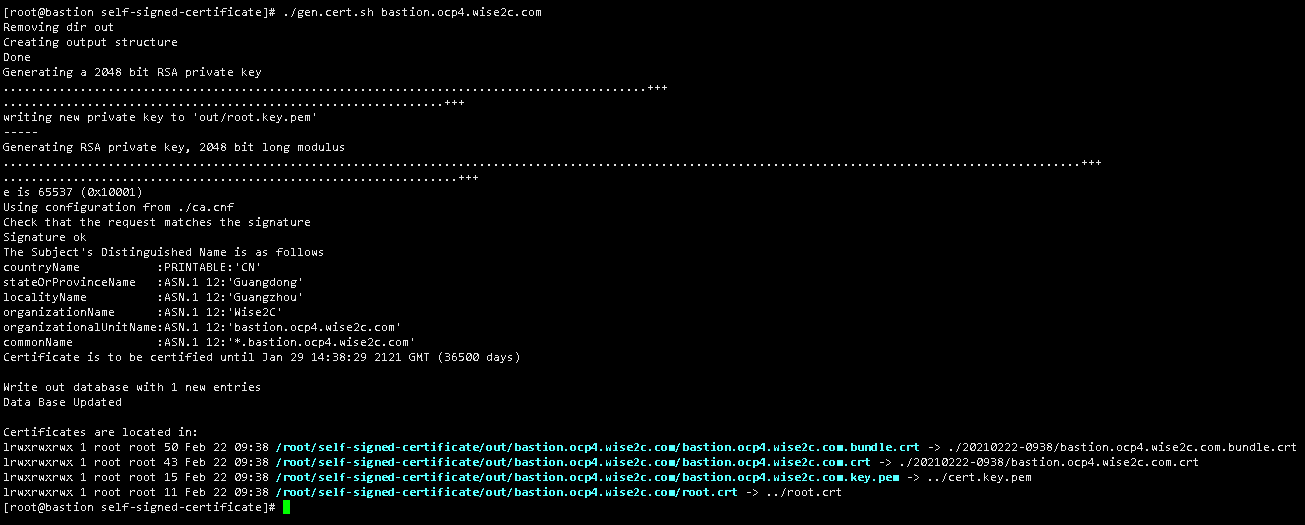 [root@bastion self-signed-certificate]# ./gen.cert.sh bastion.ocp4.wise2c.com
Removing dir out
Creating output structure
Done
Generating a 2048 bit RSA private key
............................................................................................+++
...............................................................+++
writing new private key to 'out/root.key.pem'
-----
Generating RSA private key, 2048 bit long modulus
..........................................................................................................................................................+++
.................................................................+++
e is 65537 (0x10001)
Using configuration from ./ca.cnf
Check that the request matches the signature
Signature ok
The Subject's Distinguished Name is as follows
countryName           :PRINTABLE:'CN'
stateOrProvinceName   :ASN.1 12:'Guangdong'
localityName          :ASN.1 12:'Guangzhou'
organizationName      :ASN.1 12:'Wise2C'
organizationalUnitName:ASN.1 12:'bastion.ocp4.wise2c.com'
commonName            :ASN.1 12:'*.bastion.ocp4.wise2c.com'
Certificate is to be certified until Jan 29 14:38:29 2121 GMT (36500 days)
Write out database with 1 new entries
Data Base Updated
Certificates are located in:
lrwxrwxrwx 1 root root 50 Feb 22 09:38 /root/self-signed-certificate/out/bastion.ocp4.wise2c.com/bastion.ocp4.wise2c.com.bundle.crt -> ./20210222-0938/bastion.ocp4.wise2c.com.bundle.crt
lrwxrwxrwx 1 root root 43 Feb 22 09:38 /root/self-signed-certificate/out/bastion.ocp4.wise2c.com/bastion.ocp4.wise2c.com.crt -> ./20210222-0938/bastion.ocp4.wise2c.com.crt
lrwxrwxrwx 1 root root 15 Feb 22 09:38 /root/self-signed-certificate/out/bastion.ocp4.wise2c.com/bastion.ocp4.wise2c.com.key.pem -> ../cert.key.pem
lrwxrwxrwx 1 root root 11 Feb 22 09:38 /root/self-signed-certificate/out/bastion.ocp4.wise2c.com/root.crt -> ../root.crt
[root@bastion self-signed-certificate]#